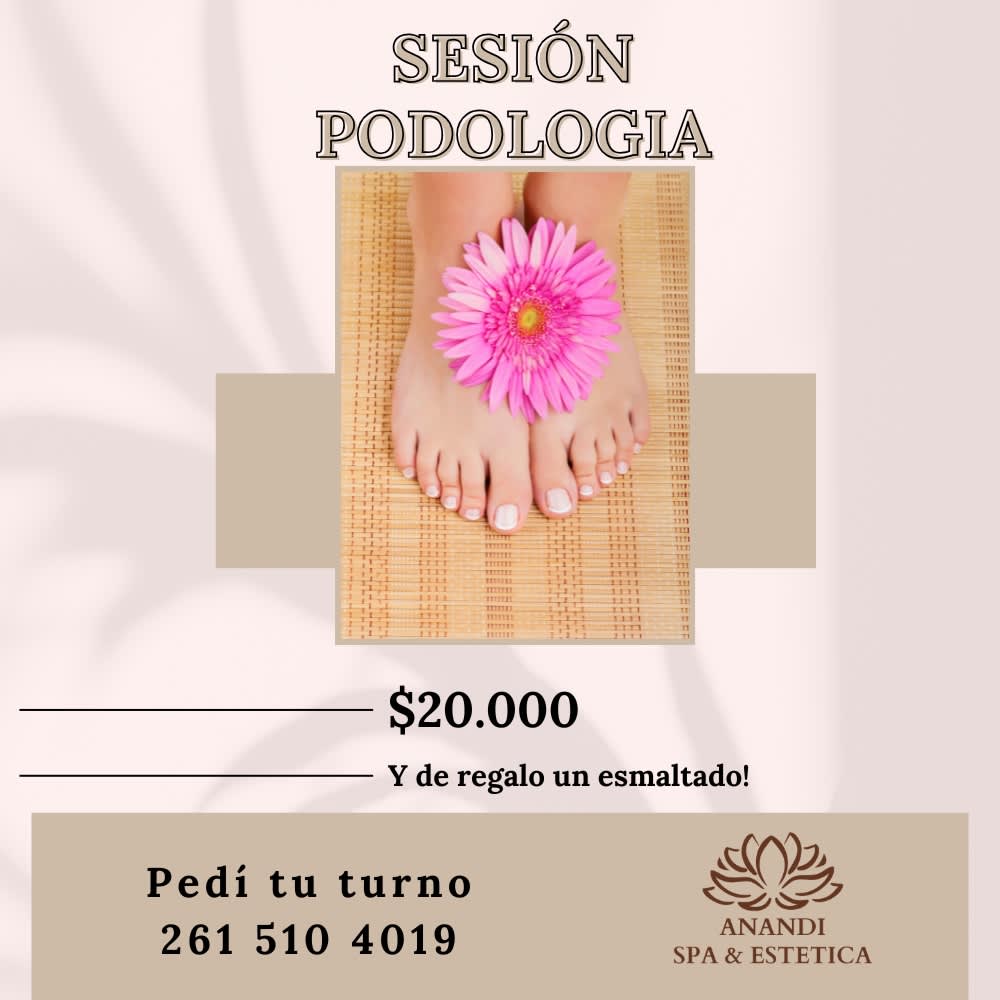 SESIÓN
PODOLOGIA
$20.000
Y de regalo un esmaltado!
Pedí tu turno
261 510 4019
ANANDI
SPA & ESTETICA